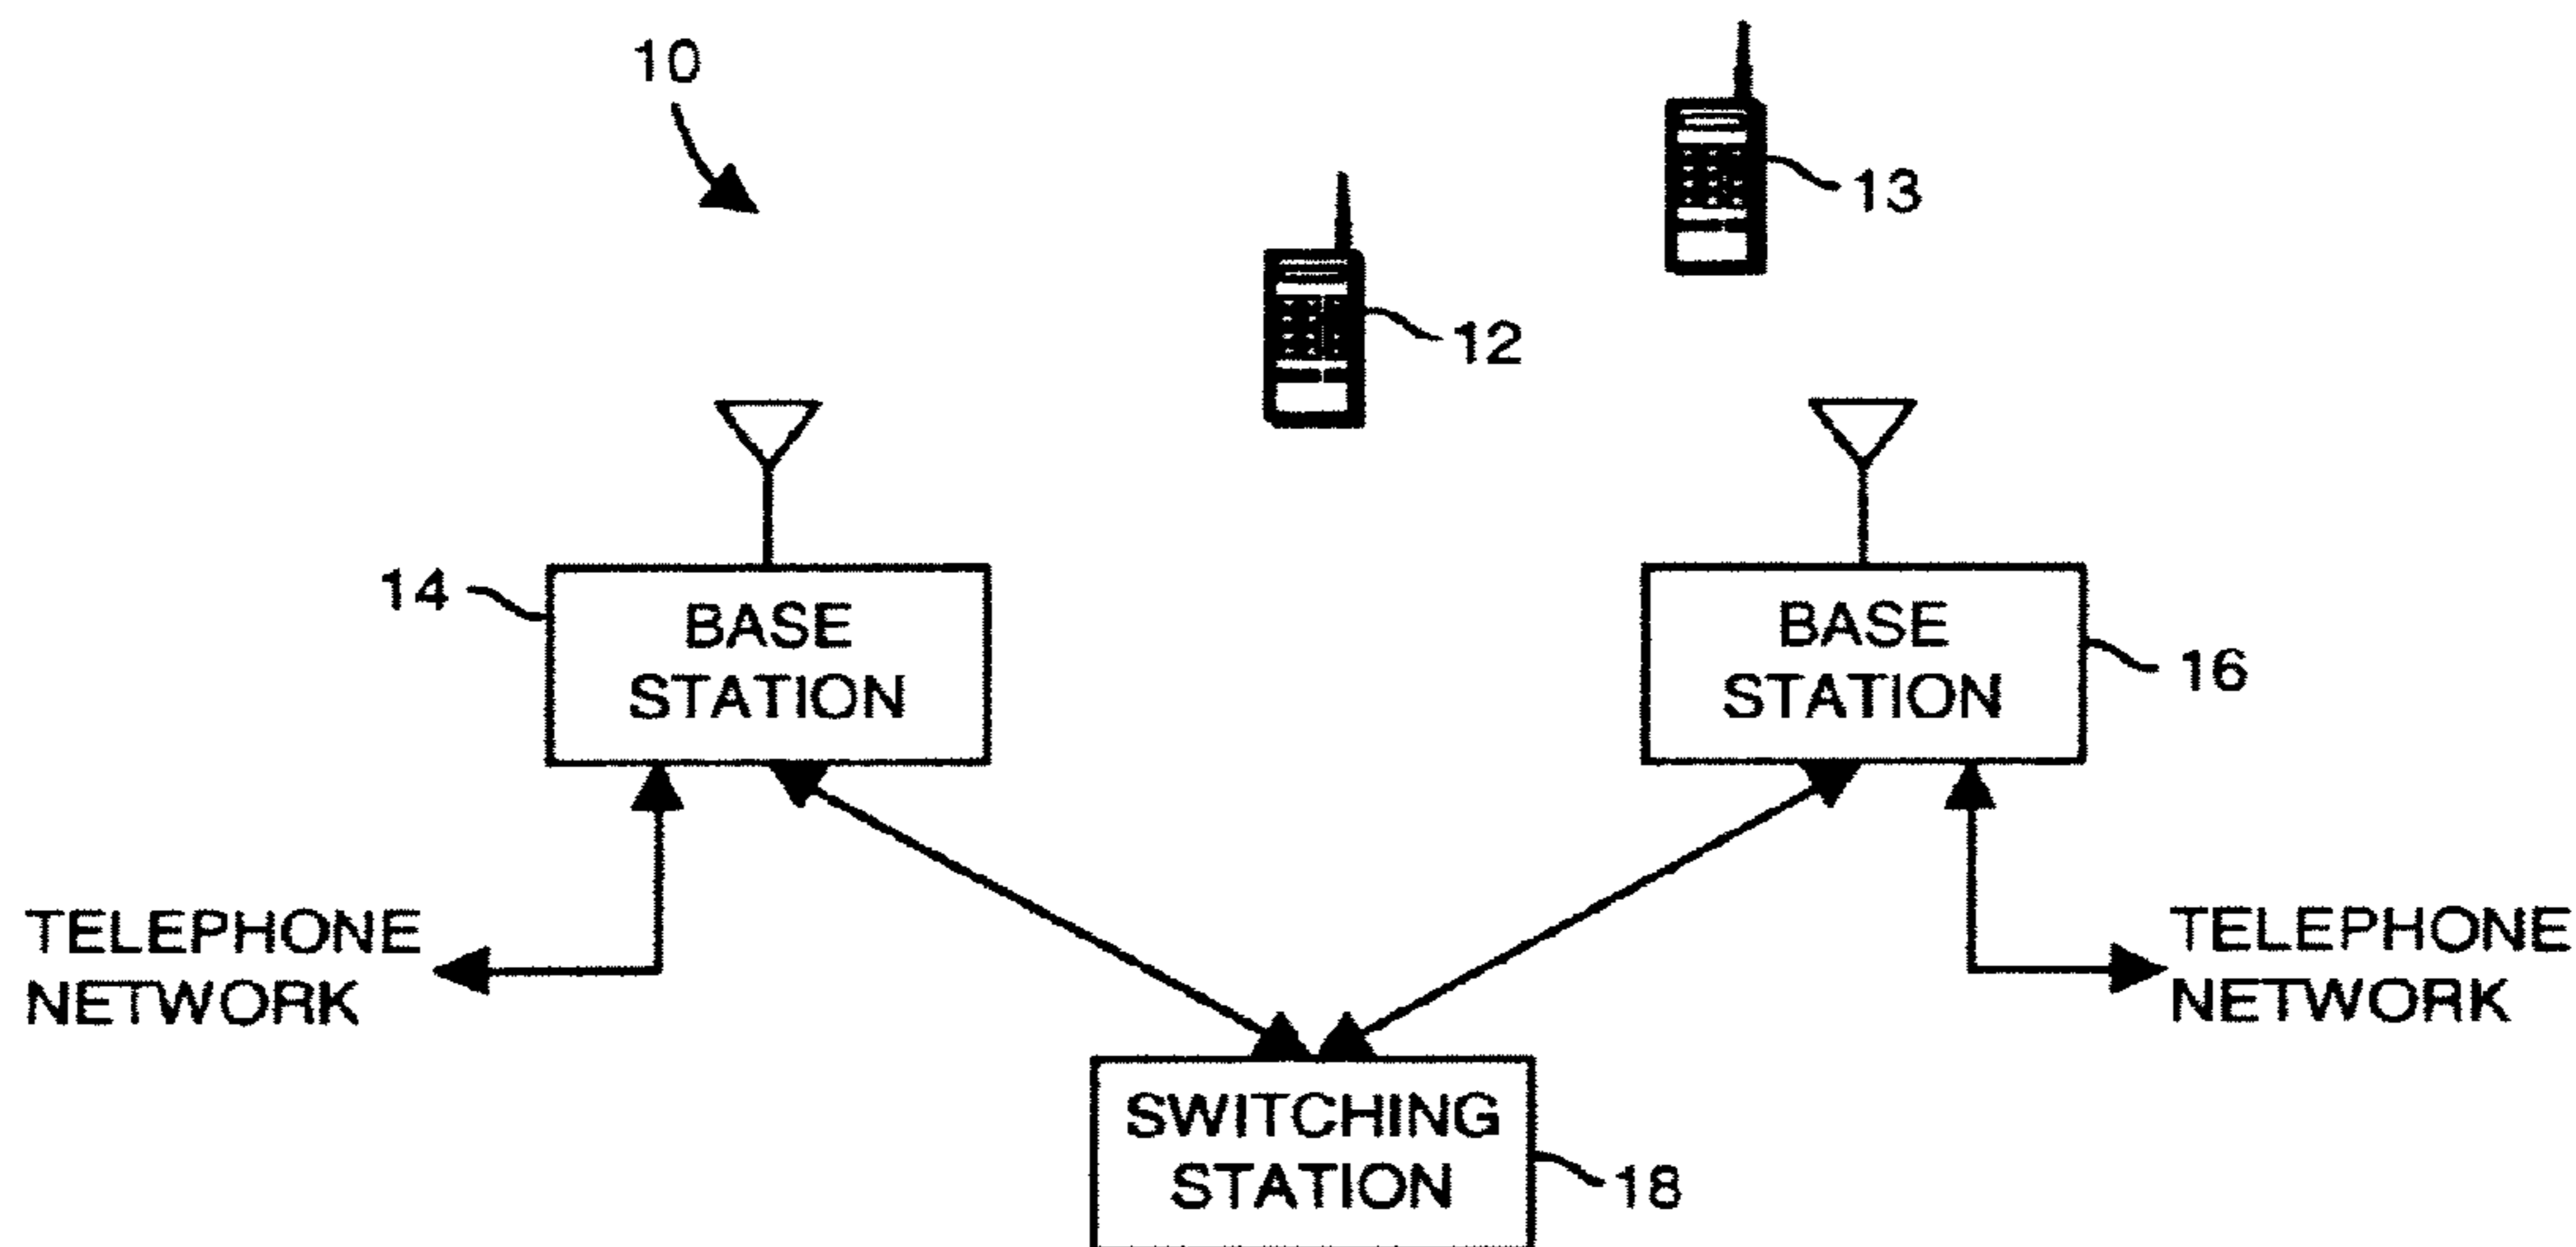 10
13
12
14
BASE
STATION
BASE
STATION
16
TELEPHONE
NETWORK
TELEPHONE
NETWORK
SWITCHING
STATION
18